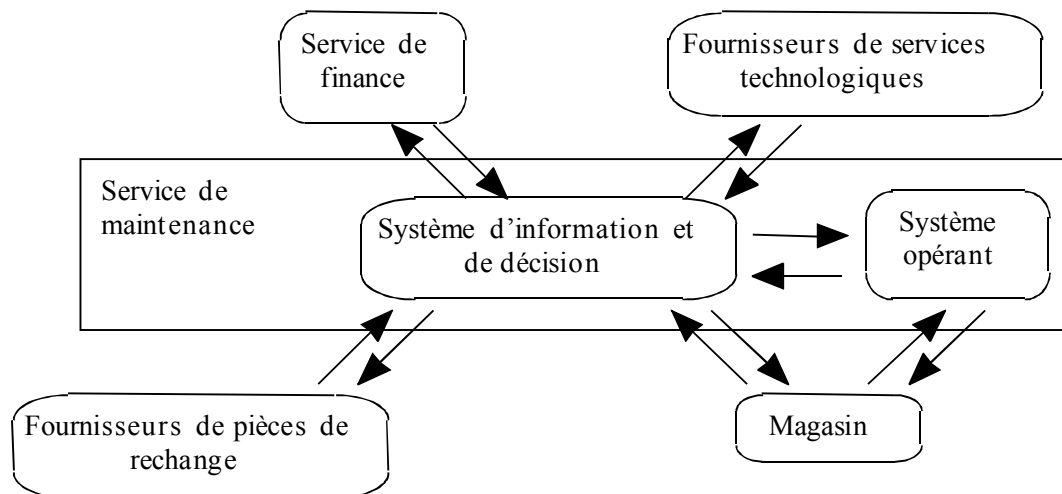 Service de
finance
Fournisseurs de services
technologiques
Service de
maintenance
Système d'information et
de décision
Système
opérant
Fournisseurs de pièces de
rechange
Magasin